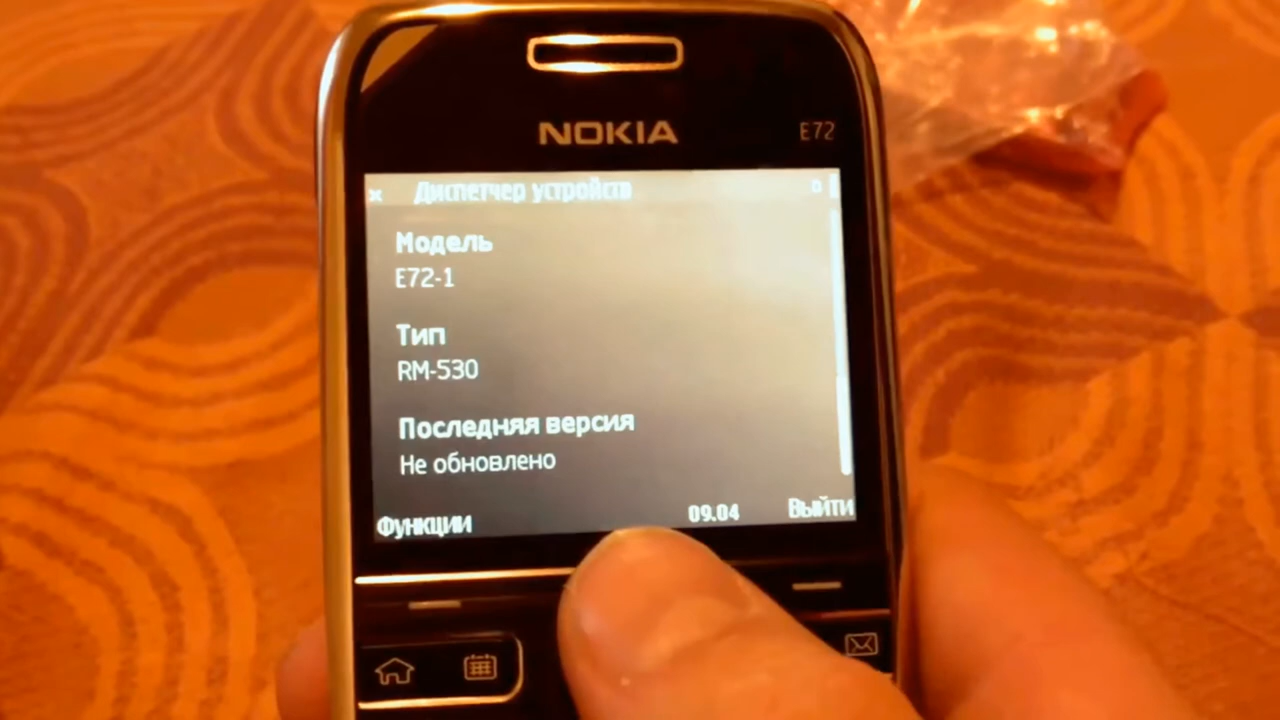 NOKIA
E72
Диспетчер устройств
Модель
E72-1
Тип
RM-530
Последняя версия
Не обновлено
Функции 09.04 Выйти